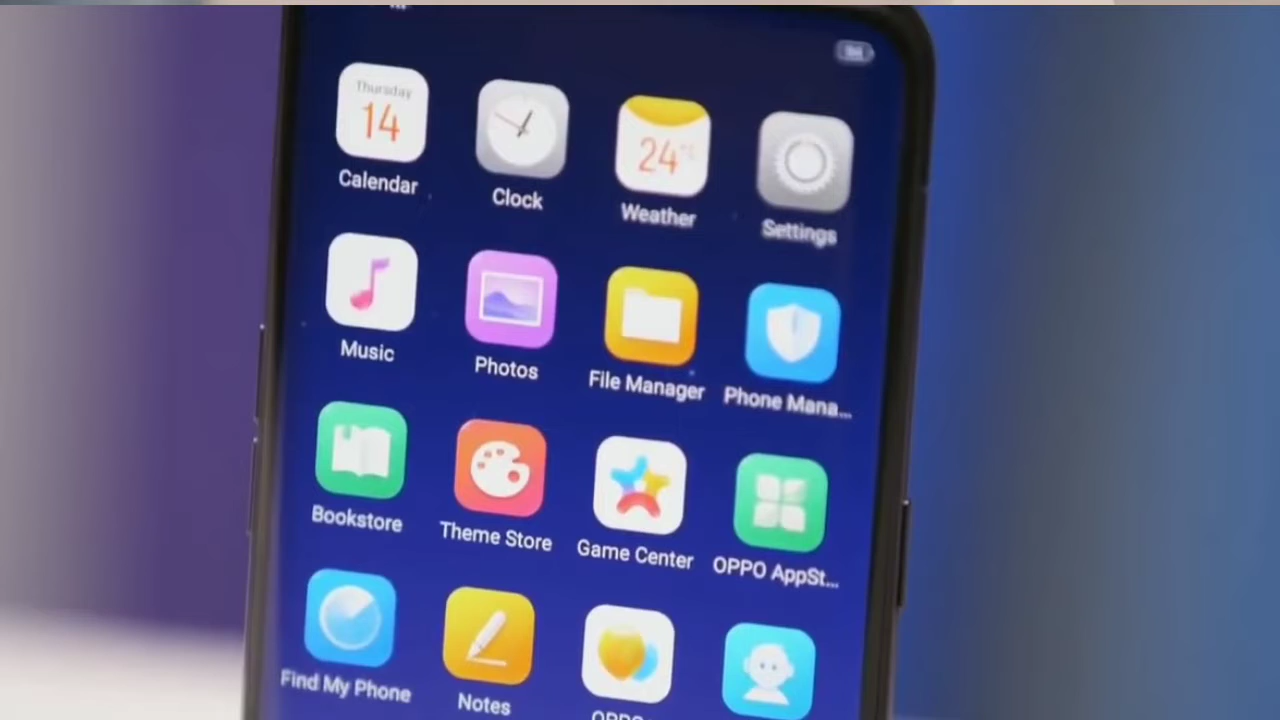 Thursday
14
24°C
Calendar
Clock
Weather
Settings
Music
Photos
File Manager
Phone Mana...
Bookstore
Theme Store
Game Center
OPPO AppSt...
Find My Phone
Notes
OPPO